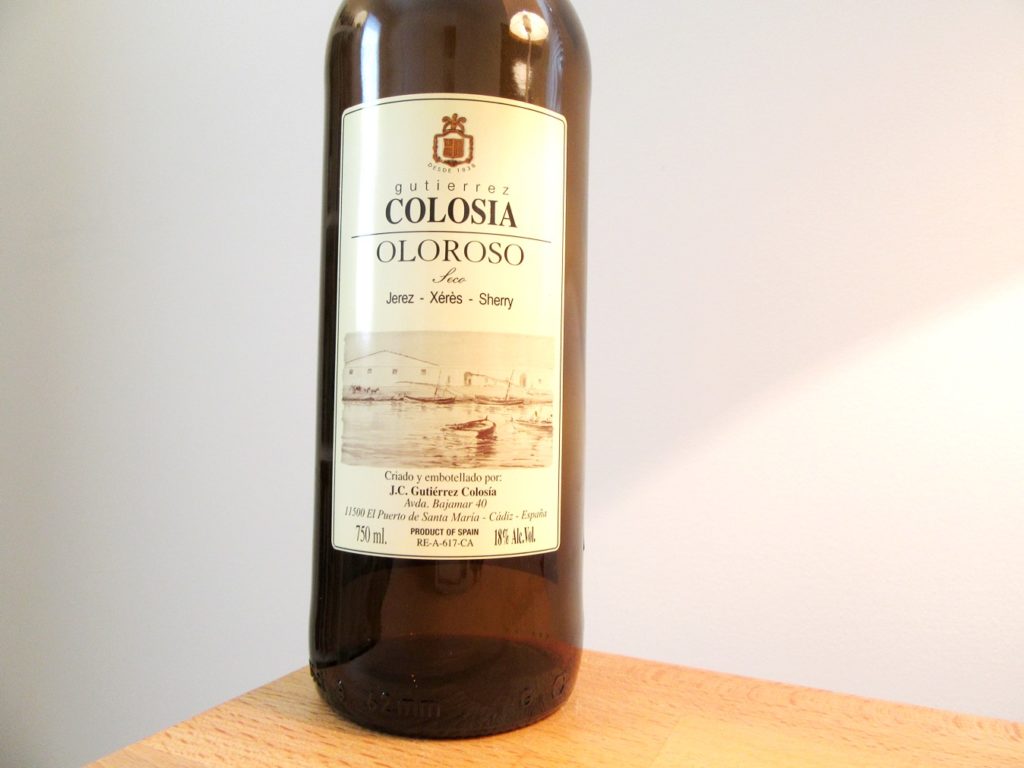 DESDE 1838
gutierrez
COLOSIA
OLOROSO
Seco
Jerez - Xérès - Sherry
Criado y embotellado por:
J.C. Gutiérrez Colosía
Avda. Bajamar 40
11500 El Puerto de Santa María - Cádiz - España
750 ml. PRODUCT OF SPAIN 18% Alc.Vol.
RE-A-617-CA
62mm